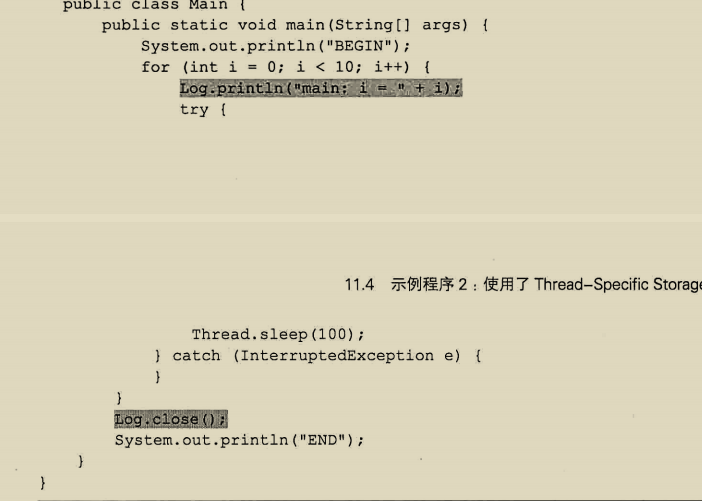 public class Main {
public static void main(String[] args) {
System.out.println("BEGIN");
for (int i = 0; i < 10; i++) {
Log.println("main: i = " + i);
try {
11.4 示例程序 2：使用了 Thread-Specific Storage
Thread.sleep(100);
} catch (InterruptedException e) {
}
}
Log.close();
System.out.println("END");
}
}